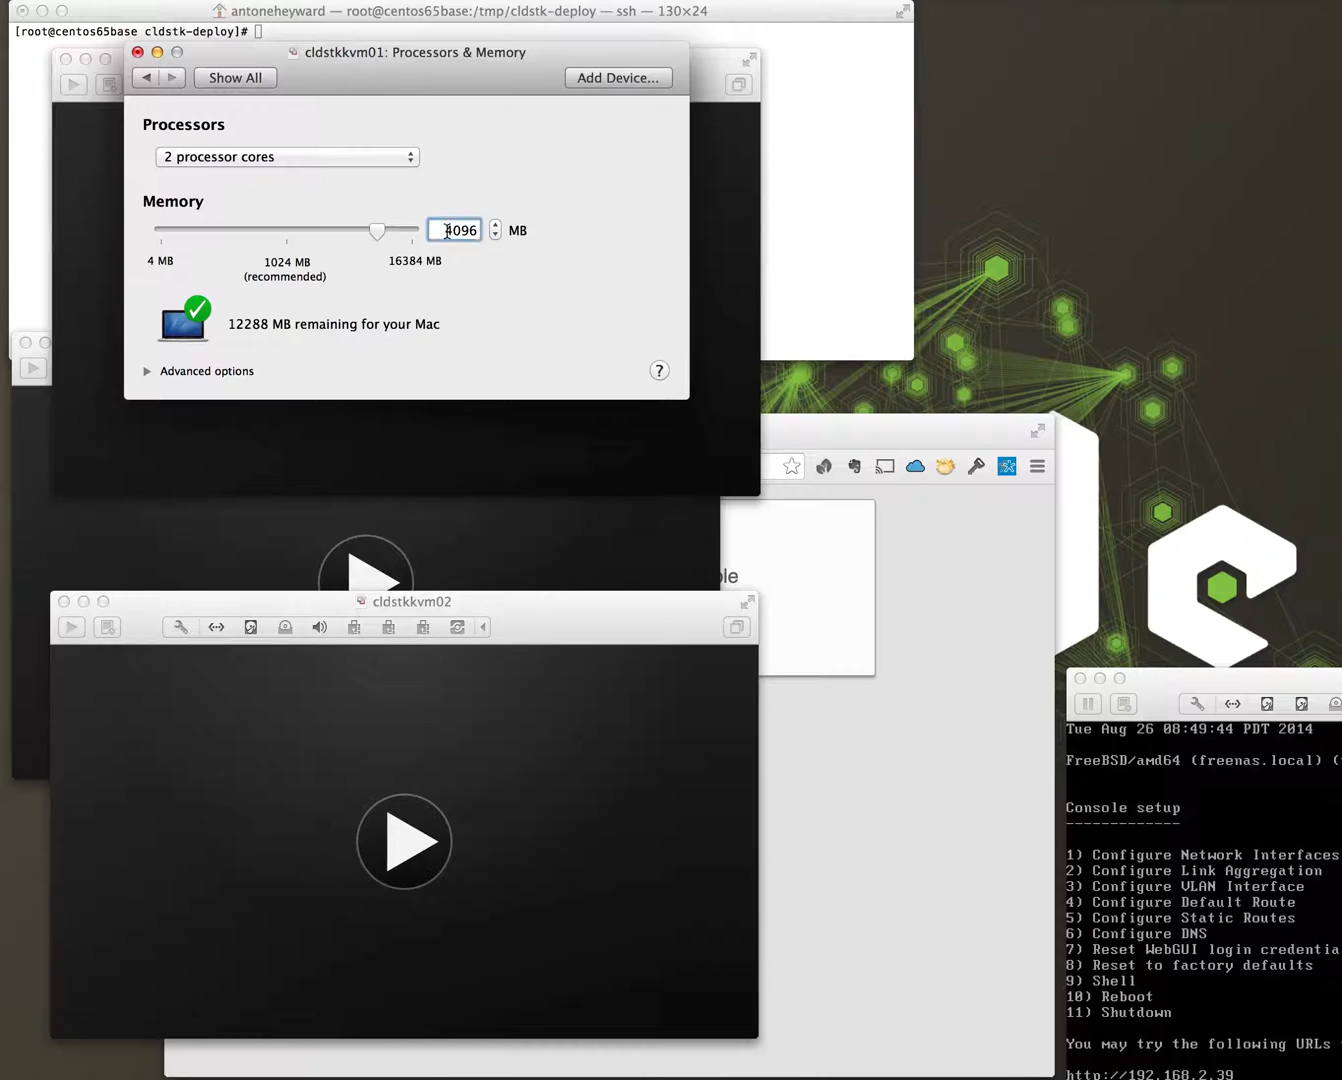 antoneheyward — root@centos65base:/tmp/cldstk-deploy — ssh — 130×24
[root@centos65base cldstk-deploy]#
cldstkkvm01: Processors & Memory
Show All
Add Device...
Processors
2 processor cores
Memory
4096
MB
4 MB
1024 MB
16384 MB
(recommended)
12288 MB remaining for your Mac
Advanced options
?
ble
cldstkkvm02
Tue Aug 26 08:49:44 PDT 2014
FreeBSD/amd64 (freenas.local) (
Console setup
-------------
1) Configure Network Interfaces
2) Configure Link Aggregation
3) Configure VLAN Interface
4) Configure Default Route
5) Configure Static Routes
6) Configure DNS
7) Reset WebGUI login credentia
8) Reset to factory defaults
9) Shell
10) Reboot
11) Shutdown
You may try the following URLs
http://192.168.2.39